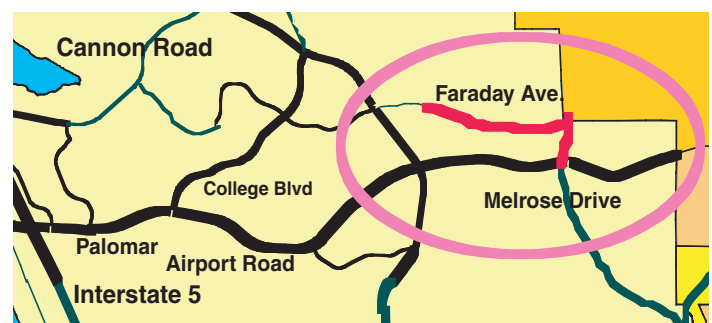 Cannon Road
Faraday Ave.
College Blvd
Melrose Drive
Palomar
Airport Road
Interstate 5